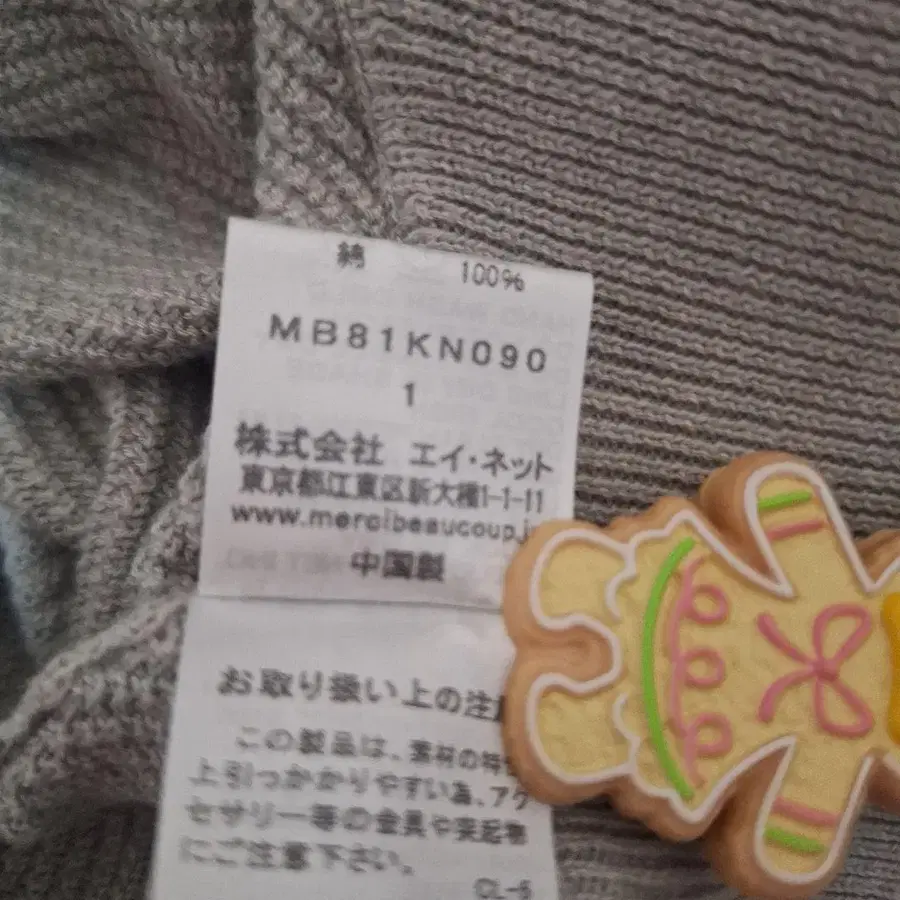 綿 100%
MB81KN090
1
株式会社 エイ・ネット
東京都江東区新大橋1-1-11
www.mercibeaucoup.j
中国製
お取り扱い上の注
この製品は、素材の特
上引っかかりやすい為、アク
セサリー等の金具や突起物
にご注意下さい。
CL-6